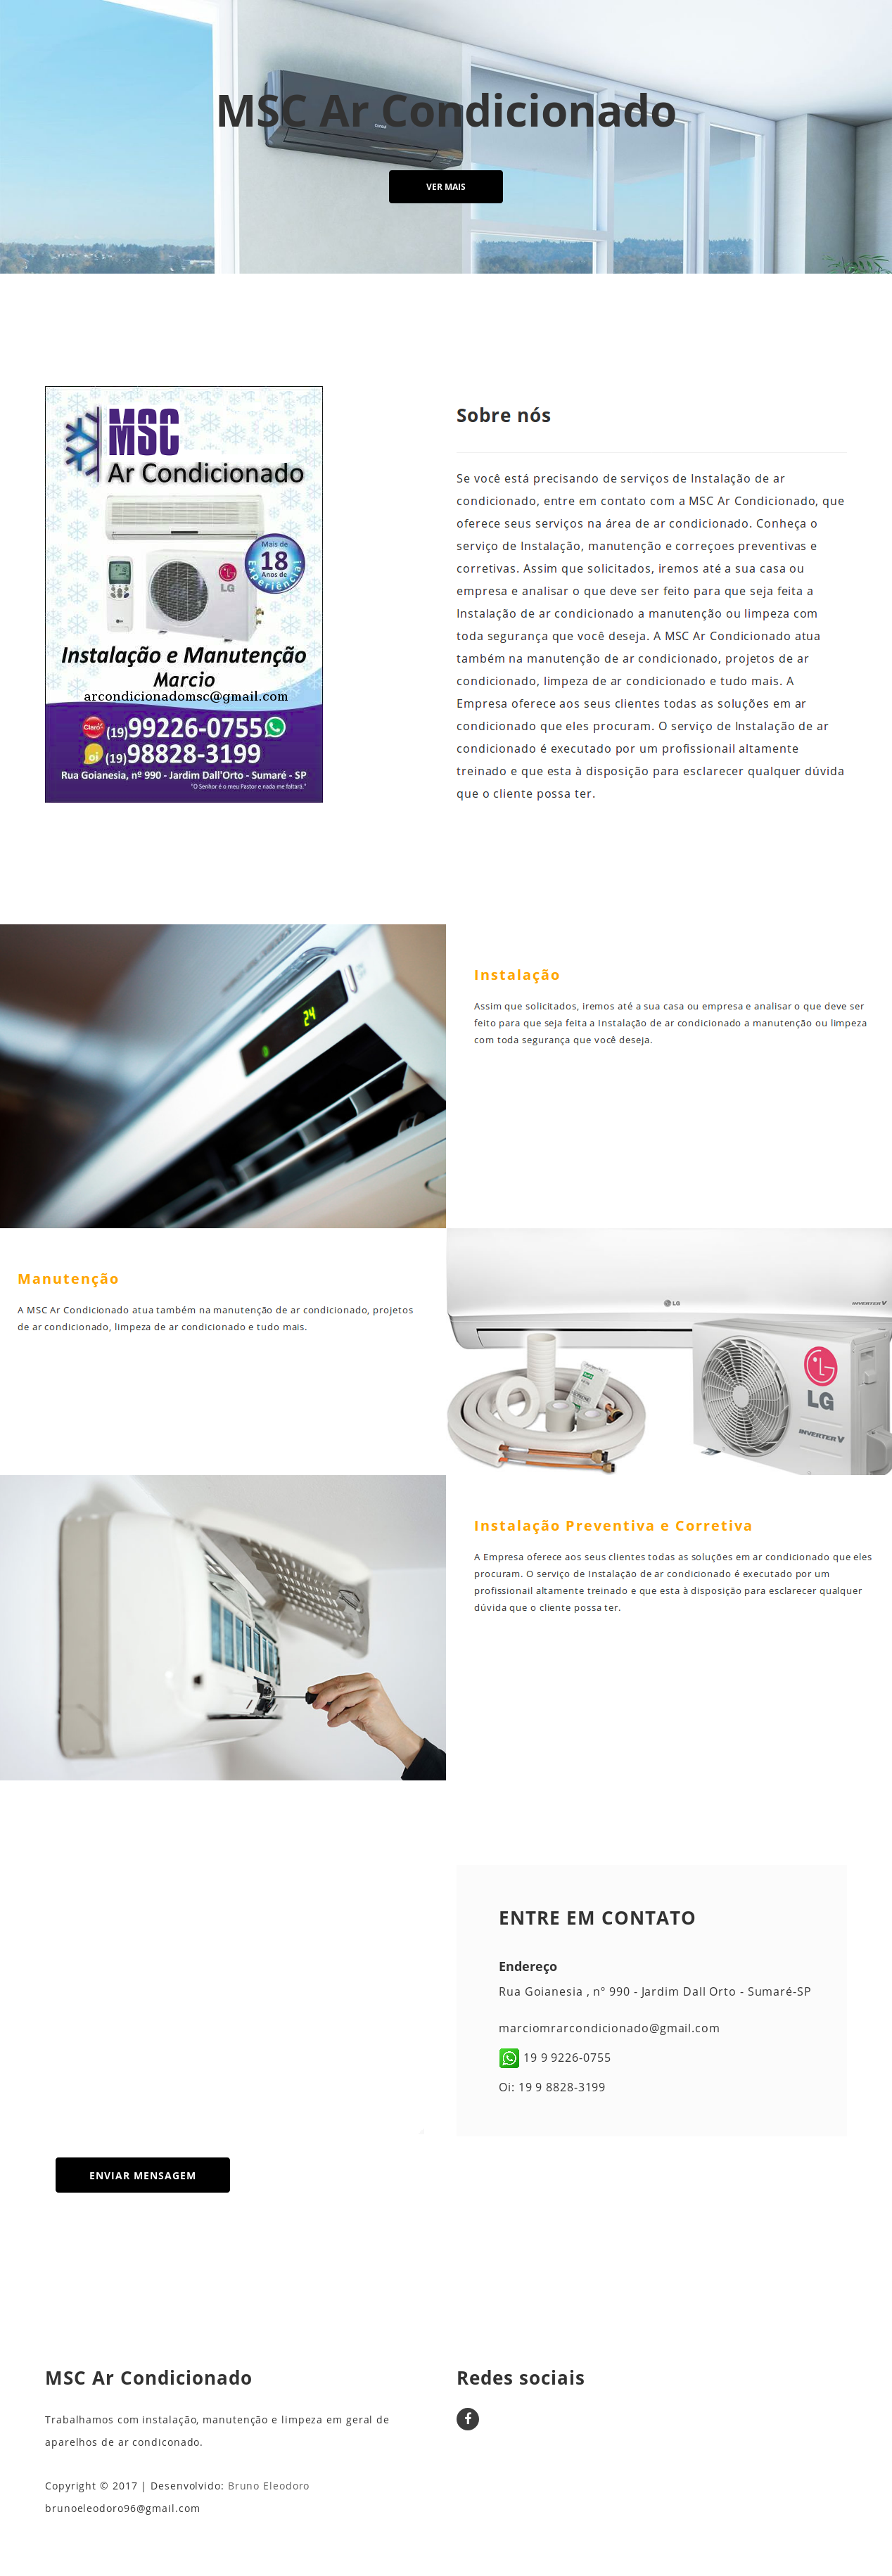 MSC Ar Condicionado
VER MAIS
MSC
Ar Condicionado
Mais de
18
Anos de
Experiência!
LG
Instalação e Manutenção
Marcio
arcondicionadomsc@gmail.com
Claro (19)99226-0755
oi (19)98828-3199
Rua Goianesia, nº 990 - Jardim Dall'Orto - Sumaré - SP
"O Senhor é o meu Pastor e nada me faltará."
Sobre nós
Se você está precisando de serviços de Instalação de ar
condicionado, entre em contato com a MSC Ar Condicionado, que
oferece seus serviços na área de ar condicionado. Conheça o
serviço de Instalação, manutenção e correçoes preventivas e
corretivas. Assim que solicitados, iremos até a sua casa ou
empresa e analisar o que deve ser feito para que seja feita a
Instalação de ar condicionado a manutenção ou limpeza com
toda segurança que você deseja. A MSC Ar Condicionado atua
também na manutenção de ar condicionado, projetos de ar
condicionado, limpeza de ar condicionado e tudo mais. A
Empresa oferece aos seus clientes todas as soluções em ar
condicionado que eles procuram. O serviço de Instalação de ar
condicionado é executado por um profissionail altamente
treinado e que esta à disposição para esclarecer qualquer dúvida
que o cliente possa ter.
24
Instalação
Assim que solicitados, iremos até a sua casa ou empresa e analisar o que deve ser
feito para que seja feita a Instalação de ar condicionado a manutenção ou limpeza
com toda segurança que você deseja.
Manutenção
A MSC Ar Condicionado atua também na manutenção de ar condicionado, projetos
de ar condicionado, limpeza de ar condicionado e tudo mais.
LG
INVERTER V
LG
INVERTER V
Instalação Preventiva e Corretiva
A Empresa oferece aos seus clientes todas as soluções em ar condicionado que eles
procuram. O serviço de Instalação de ar condicionado é executado por um
profissionail altamente treinado e que esta à disposição para esclarecer qualquer
dúvida que o cliente possa ter.
ENTRE EM CONTATO
Endereço
Rua Goianesia , n° 990 - Jardim Dall Orto - Sumaré-SP
marciomrarcondicionado@gmail.com
19 9 9226-0755
Oi: 19 9 8828-3199
ENVIAR MENSAGEM
MSC Ar Condicionado
Trabalhamos com instalação, manutenção e limpeza em geral de
aparelhos de ar condiconado.
Copyright © 2017 | Desenvolvido: Bruno Eleodoro
brunoeleodoro96@gmail.com
Redes sociais